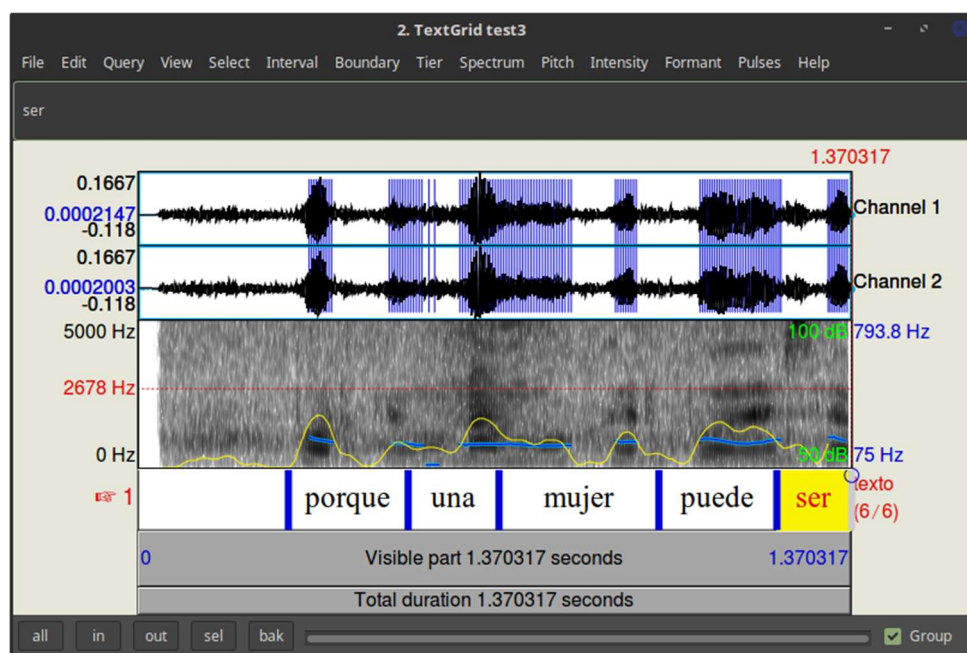 2. TextGrid test3
File Edit Query View Select Interval Boundary Tier Spectrum Pitch Intensity Formant Pulses Help
ser
1.370317
0.1667
0.0002147
-0.118
Channel 1
0.1667
0.0002003
-0.118
Channel 2
5000 Hz
100 dB
793.8 Hz
2678 Hz
0 Hz
50 dB
75 Hz
1
porque una mujer puede ser
texto
(6/6)
0 Visible part 1.370317 seconds 1.370317
Total duration 1.370317 seconds
all in out sel bak Group